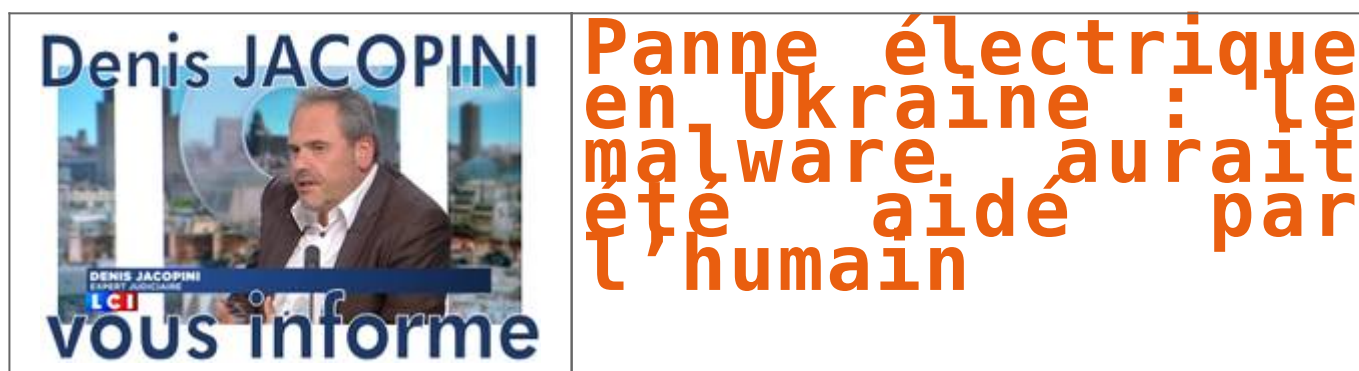 Denis JACOPINI
DENIS JACOPINI
EXPERT JUDICIAIRE
LCI
vous informe
Panne électrique
en Ukraine : le
malware aurait
été aidé par
l'humain